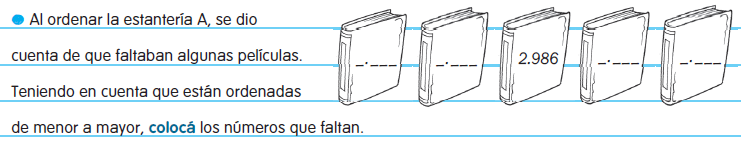 ● Al ordenar la estantería A, se dio
cuenta de que faltaban algunas películas.
Teniendo en cuenta que están ordenadas
de menor a mayor, colocá los números que faltan.
_.___ _.___ 2.986 _.___ _.___